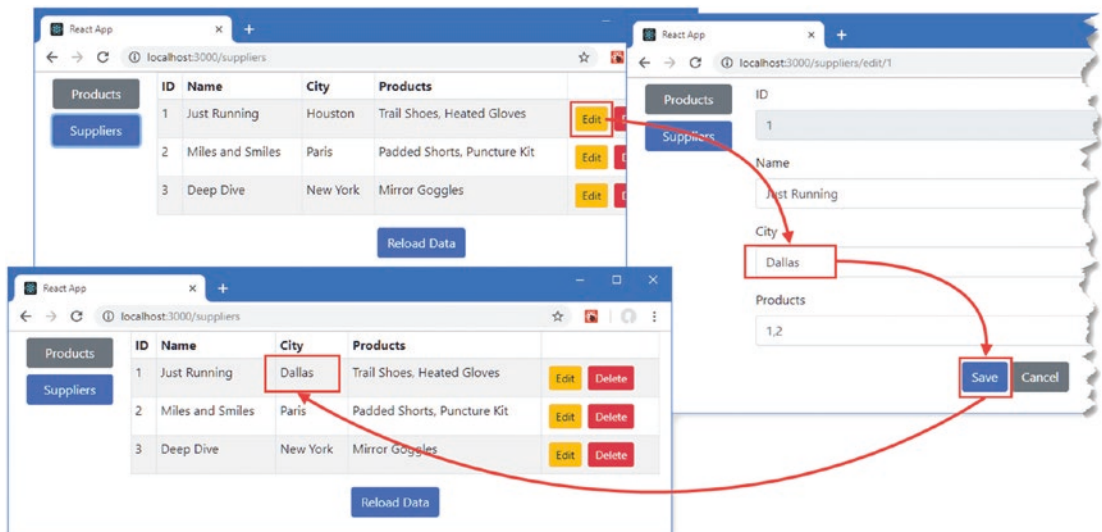 React App
localhost:3000/suppliers
Products
Suppliers
ID Name City Products
1 Just Running Houston Trail Shoes, Heated Gloves Edit
2 Miles and Smiles Paris Padded Shorts, Puncture Kit Edit
3 Deep Dive New York Mirror Goggles Edit
Reload Data
React App
localhost:3000/suppliers/edit/1
Products
Suppliers
ID
1
Name
Just Running
City
Dallas
Products
1,2
Save Cancel
React App
localhost:3000/suppliers
Products
Suppliers
ID Name City Products
1 Just Running Dallas Trail Shoes, Heated Gloves Edit Delete
2 Miles and Smiles Paris Padded Shorts, Puncture Kit Edit Delete
3 Deep Dive New York Mirror Goggles Edit Delete
Reload Data